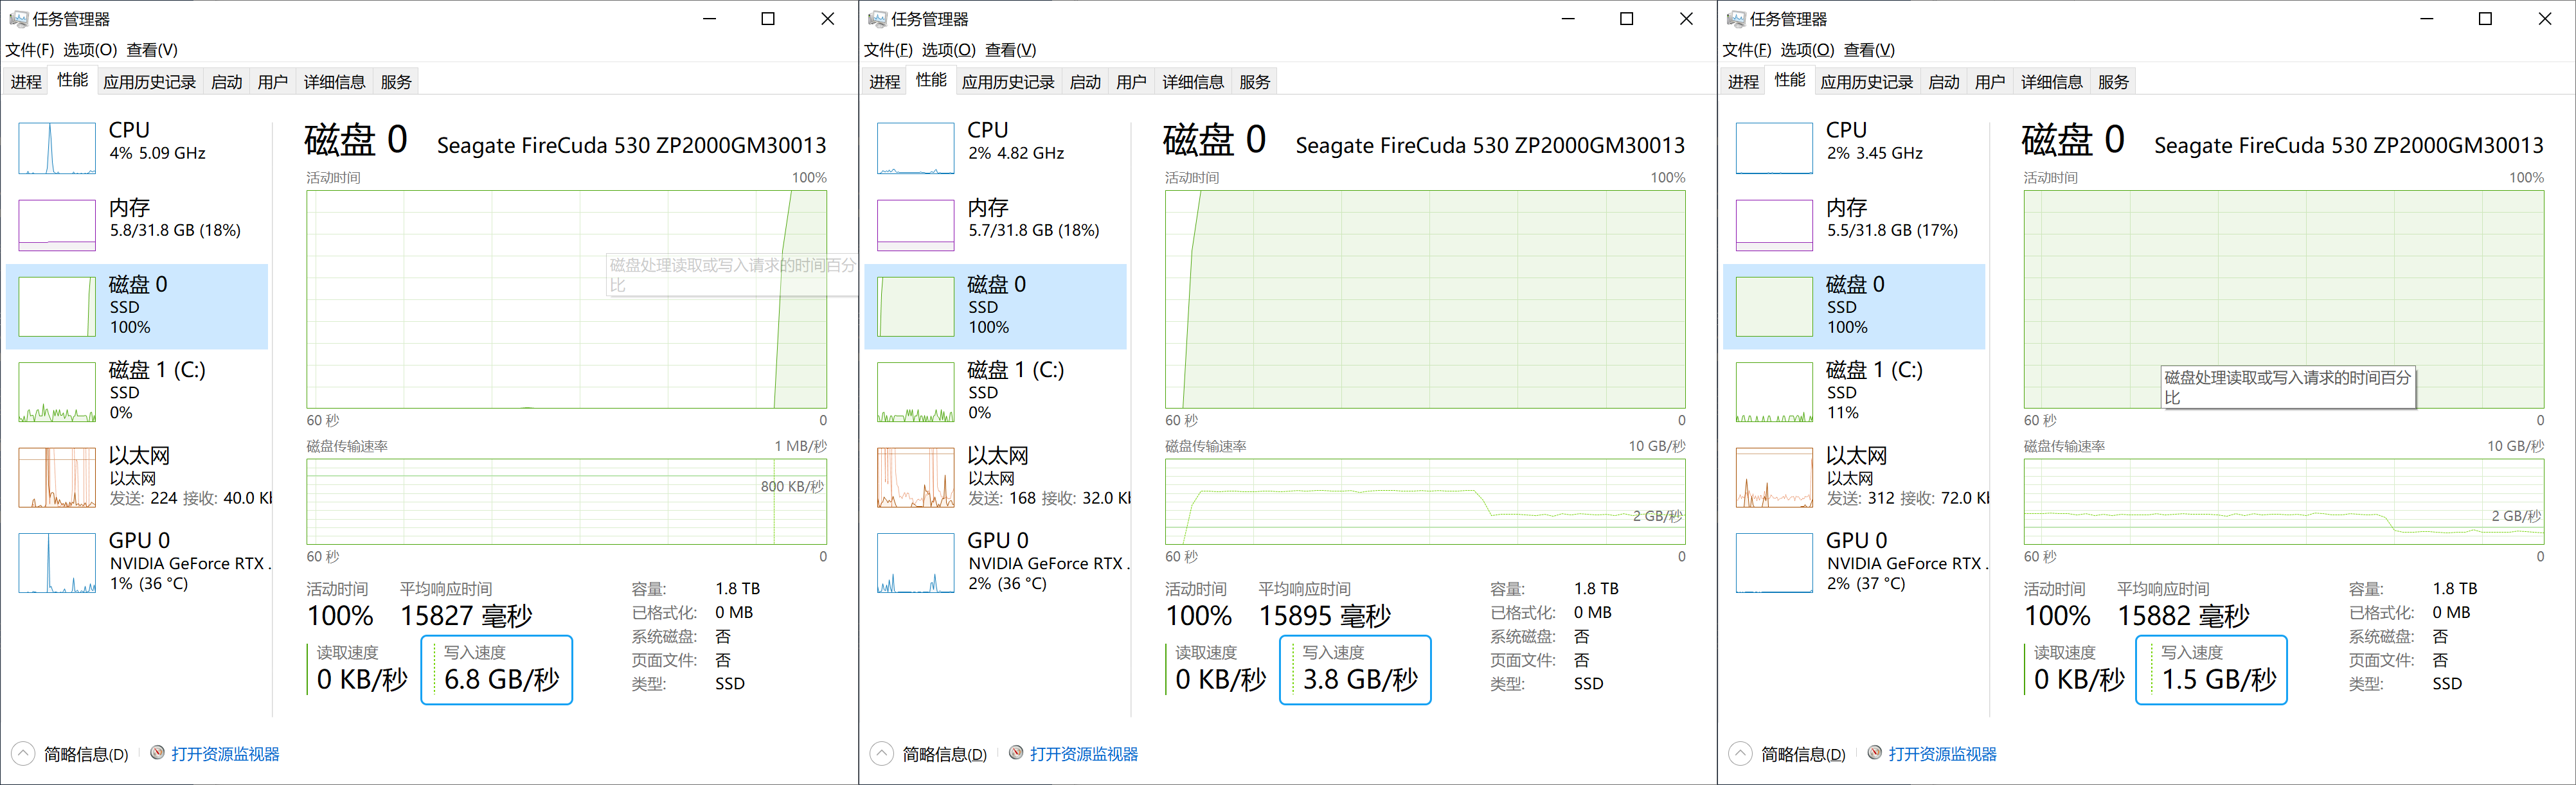 任务管理器
文件(F) 选项(O) 查看(V)
进程 性能 应用历史记录 启动 用户 详细信息 服务
CPU
4% 5.09 GHz
内存
5.8/31.8 GB (18%)
磁盘 0
SSD
100%
磁盘 1 (C:)
SSD
0%
以太网
以太网
发送: 224 接收: 40.0 Kb
GPU 0
NVIDIA GeForce RTX .
1% (36 °C)
磁盘 0 Seagate FireCuda 530 ZP2000GM30013
活动时间 100%
磁盘处理读取或写入请求的时间百分
比
60 秒 0
磁盘传输速率 1 MB/秒
800 KB/秒
60 秒 0
活动时间 平均响应时间
100% 15827 毫秒
读取速度 写入速度
0 KB/秒 6.8 GB/秒
容量: 1.8 TB
已格式化: 0 MB
系统磁盘: 否
页面文件: 否
类型: SSD
简略信息(D) 打开资源监视器
任务管理器
文件(F) 选项(O) 查看(V)
进程 性能 应用历史记录 启动 用户 详细信息 服务
CPU
2% 4.82 GHz
内存
5.7/31.8 GB (18%)
磁盘 0
SSD
100%
磁盘 1 (C:)
SSD
0%
以太网
以太网
发送: 168 接收: 32.0 Kb
GPU 0
NVIDIA GeForce RTX .
2% (36 °C)
磁盘 0 Seagate FireCuda 530 ZP2000GM30013
活动时间 100%
60 秒 0
磁盘传输速率 10 GB/秒
2 GB/秒
60 秒 0
活动时间 平均响应时间
100% 15895 毫秒
读取速度 写入速度
0 KB/秒 3.8 GB/秒
容量: 1.8 TB
已格式化: 0 MB
系统磁盘: 否
页面文件: 否
类型: SSD
简略信息(D) 打开资源监视器
任务管理器
文件(F) 选项(O) 查看(V)
进程 性能 应用历史记录 启动 用户 详细信息 服务
CPU
2% 3.45 GHz
内存
5.5/31.8 GB (17%)
磁盘 0
SSD
100%
磁盘 1 (C:)
SSD
11%
以太网
以太网
发送: 312 接收: 72.0 Kb
GPU 0
NVIDIA GeForce RTX .
2% (37 °C)
磁盘 0 Seagate FireCuda 530 ZP2000GM30013
活动时间 100%
磁盘处理读取或写入请求的时间百分
比
60 秒 0
磁盘传输速率 10 GB/秒
2 GB/秒
60 秒 0
活动时间 平均响应时间
100% 15882 毫秒
读取速度 写入速度
0 KB/秒 1.5 GB/秒
容量: 1.8 TB
已格式化: 0 MB
系统磁盘: 否
页面文件: 否
类型: SSD
简略信息(D) 打开资源监视器